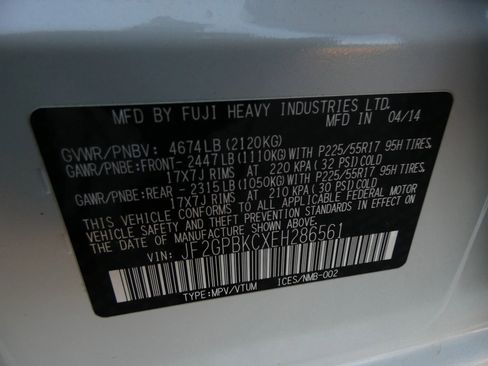 MFD BY FUJI HEAVY INDUSTRIES LTD. IN 04/14
GVWR/PNBV: 4674LB (2120KG)
GAWR/PNBE:FRONT-2447LB(1110KG)WITH P225/55R17 95H TIRES,
17X7J RIMS AT 220 KPA( 32 PSI)COLD
GAWR/PNBE:REAR -2315LB(1050KG)WITH P225/55R17 95H TIRES,
17X7J RIMS AT 210 KPA( 30 PSI)COLD
THIS VEHICLE CONFORMS TO ALL APPLICABLE FEDERAL MOTOR
VEHICLE SAFETY AND THEFT PREVENTION STANDARDS IN EFFECT ON
THE DATE OF MANUFACTURE SHOWN ABOVE.
VIN: JF2GPBKCXEH286561
TYPE:MPV/VTUM ICES/NMB-002